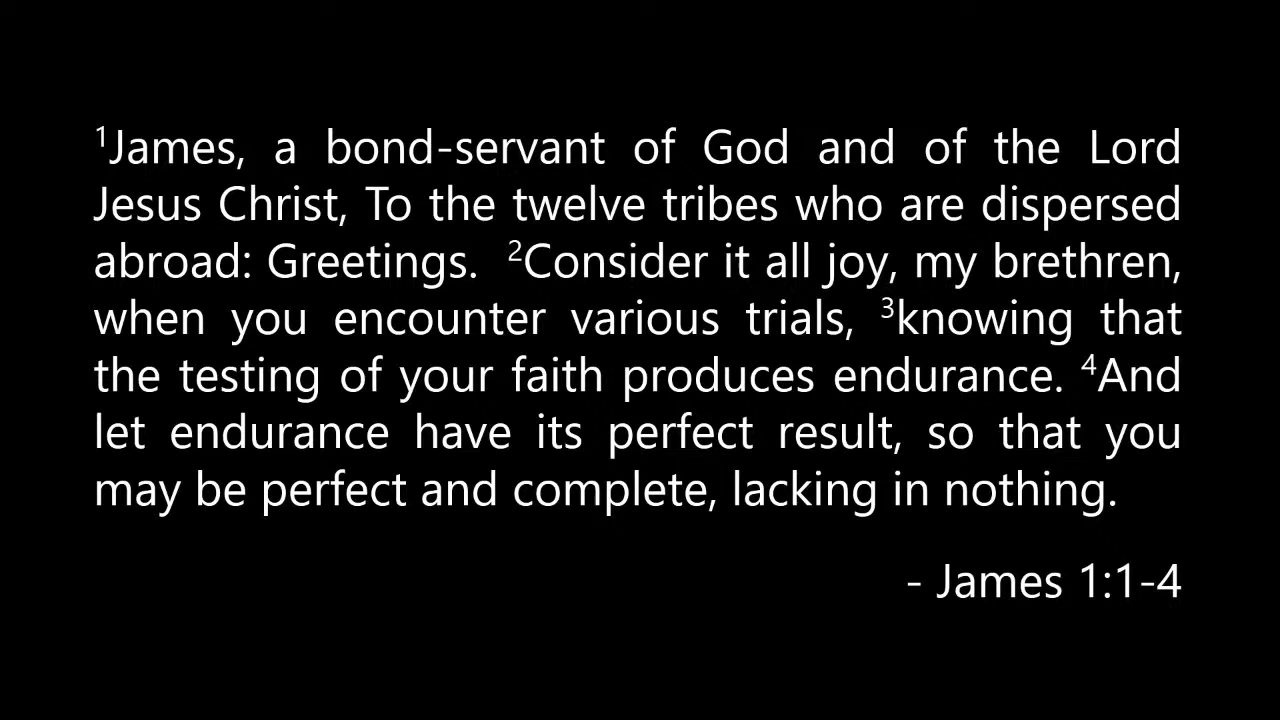 ¹James, a bond-servant of God and of the Lord
Jesus Christ, To the twelve tribes who are dispersed
abroad: Greetings. ²Consider it all joy, my brethren,
when you encounter various trials, ³knowing that
the testing of your faith produces endurance. ⁴And
let endurance have its perfect result, so that you
may be perfect and complete, lacking in nothing.
- James 1:1-4